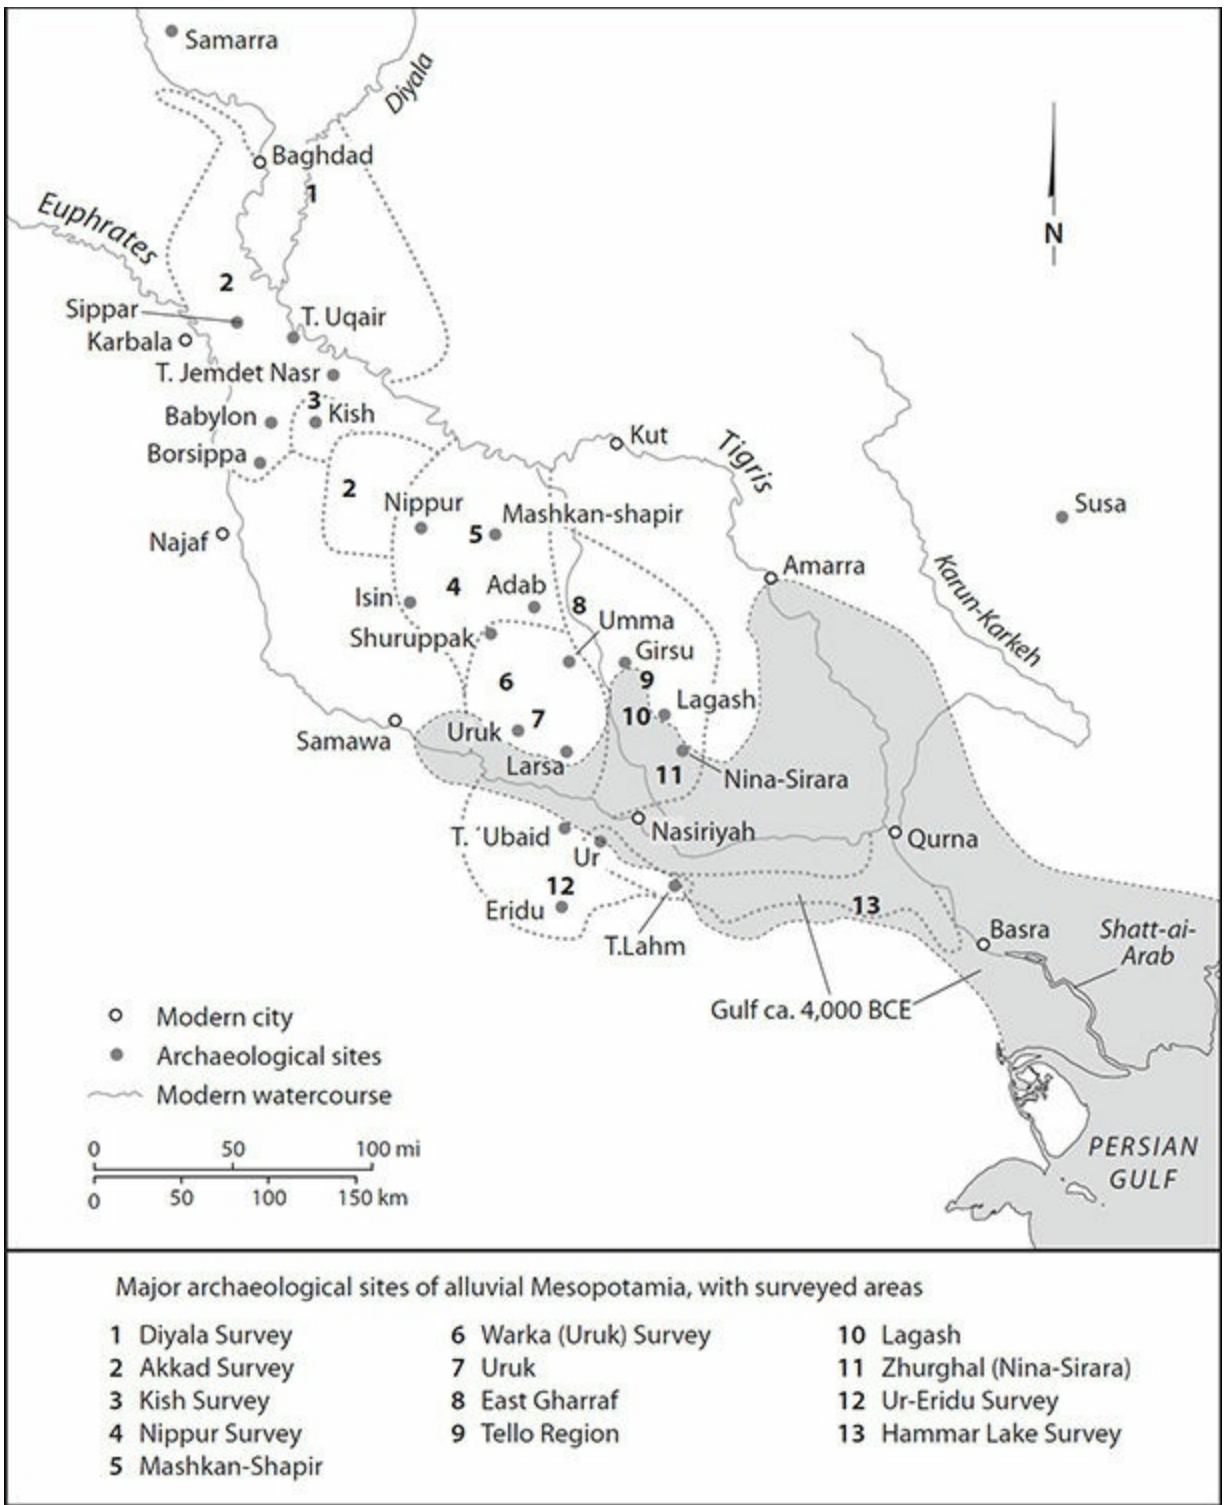 Samarra
Diyala
Baghdad
1
Euphrates
N
2
Sippar
T. Uqair
Karbala
T. Jemdet Nasr
3
Babylon
Kish
Borsippa
Kut
Tigris
2
Nippur
Mashkan-shapir
Susa
5
Najaf
Amarra
4
Adab
Isin
8
Karun-Karkeh
Umma
Shuruppak
Girsu
6
9
Lagash
7
10
Uruk
Samawa
Larsa
11
Nina-Sirara
T. ´Ubaid
Nasiriyah
Qurna
Ur
12
Eridu
13
T.Lahm
Basra
Shatt-ai-
Arab
Gulf ca. 4,000 BCE
Modern city
Archaeological sites
Modern watercourse
0 50 100 mi
0 50 100 150 km
PERSIAN
GULF
Major archaeological sites of alluvial Mesopotamia, with surveyed areas
1 Diyala Survey
2 Akkad Survey
3 Kish Survey
4 Nippur Survey
5 Mashkan-Shapir
6 Warka (Uruk) Survey
7 Uruk
8 East Gharraf
9 Tello Region
10 Lagash
11 Zhurghal (Nina-Sirara)
12 Ur-Eridu Survey
13 Hammar Lake Survey